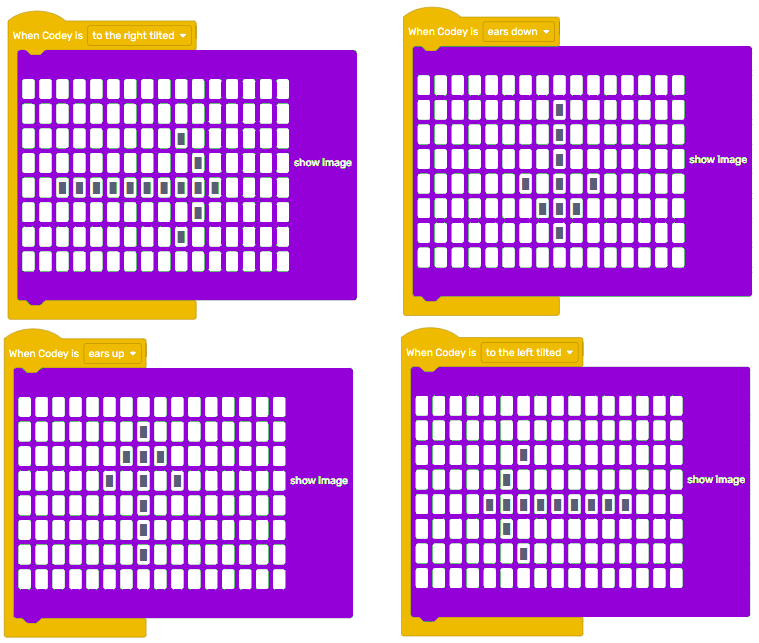 When Codey is to the right tilted
show image
When Codey is ears down
show image
When Codey is ears up
show image
When Codey is to the left tilted
show image